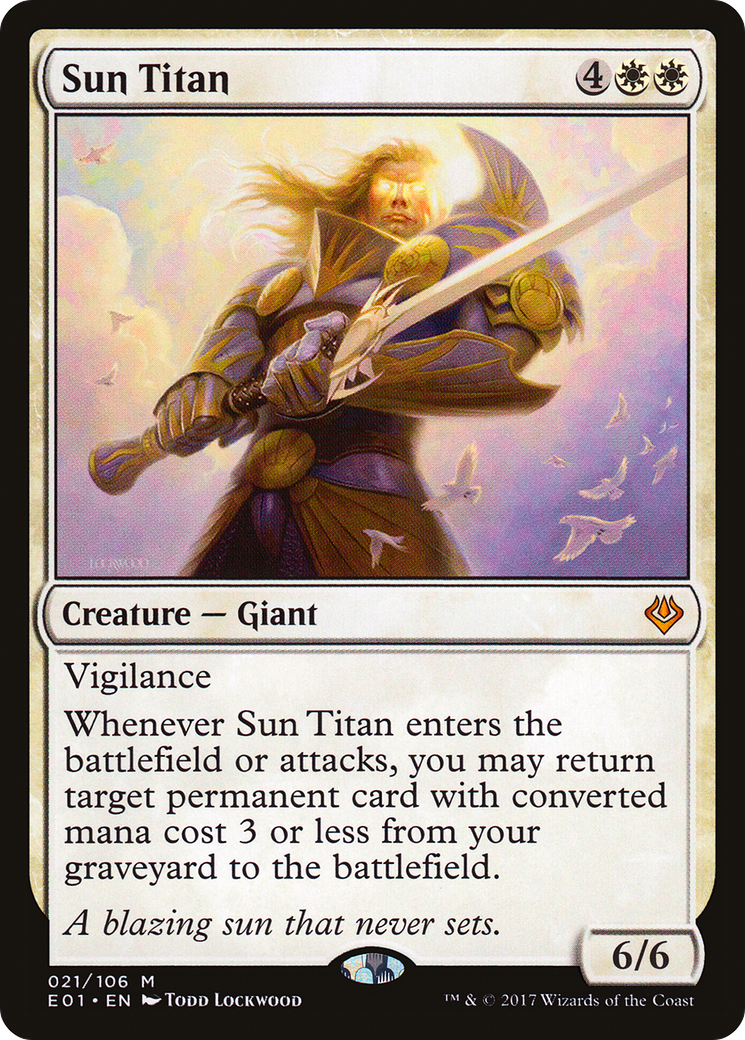 Sun Titan 4
LOCKWOOD
Creature — Giant
Vigilance
Whenever Sun Titan enters the
battlefield or attacks, you may return
target permanent card with converted
mana cost 3 or less from your
graveyard to the battlefield.
A blazing sun that never sets.
6/6
021/106 M
E01 • EN Todd Lockwood
™ & © 2017 Wizards of the Coast